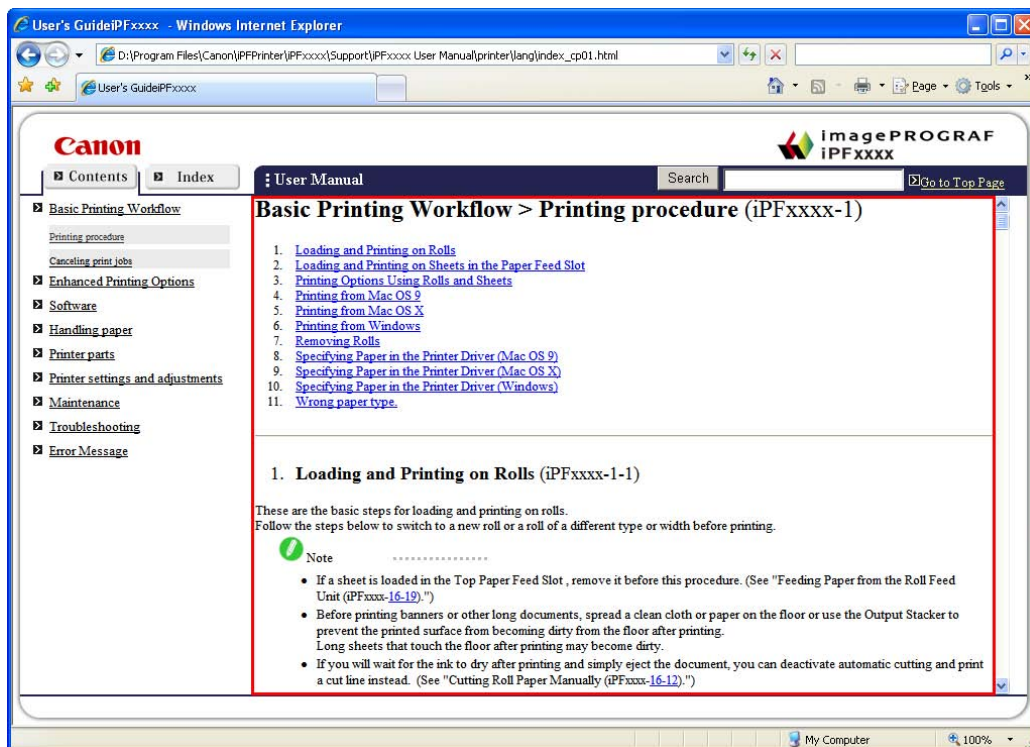 User's GuideiPFxxxx - Windows Internet Explorer
D:\Program Files\Canon\iPFPrinter\iPFxxxx\Support\iPFxxxx User Manual\printer\lang\index_cp01.html
User's GuideiPFxxxx
Page
Tools
Canon
imagePROGRAF
iPFxxxx
Contents
Index
User Manual
Search
Go to Top Page
Basic Printing Workflow
Printing procedure
Canceling print jobs
Enhanced Printing Options
Software
Handling paper
Printer parts
Printer settings and adjustments
Maintenance
Troubleshooting
Error Message
Basic Printing Workflow > Printing procedure (iPFxxxx-1)
1. Loading and Printing on Rolls
2. Loading and Printing on Sheets in the Paper Feed Slot
3. Printing Options Using Rolls and Sheets
4. Printing from Mac OS 9
5. Printing from Mac OS X
6. Printing from Windows
7. Removing Rolls
8. Specifying Paper in the Printer Driver (Mac OS 9)
9. Specifying Paper in the Printer Driver (Mac OS X)
10. Specifying Paper in the Printer Driver (Windows)
11. Wrong paper type.
1. Loading and Printing on Rolls (iPFxxxx-1-1)
These are the basic steps for loading and printing on rolls.
Follow the steps below to switch to a new roll or a roll of a different type or width before printing.
Note
• If a sheet is loaded in the Top Paper Feed Slot , remove it before this procedure. (See "Feeding Paper from the Roll Feed
Unit (iPFxxxx-16-19).")
• Before printing banners or other long documents, spread a clean cloth or paper on the floor or use the Output Stacker to
prevent the printed surface from becoming dirty from the floor after printing.
Long sheets that touch the floor after printing may become dirty.
• If you will wait for the ink to dry after printing and simply eject the document, you can deactivate automatic cutting and print
a cut line instead. (See "Cutting Roll Paper Manually (iPFxxxx-16-12).")
My Computer
100%